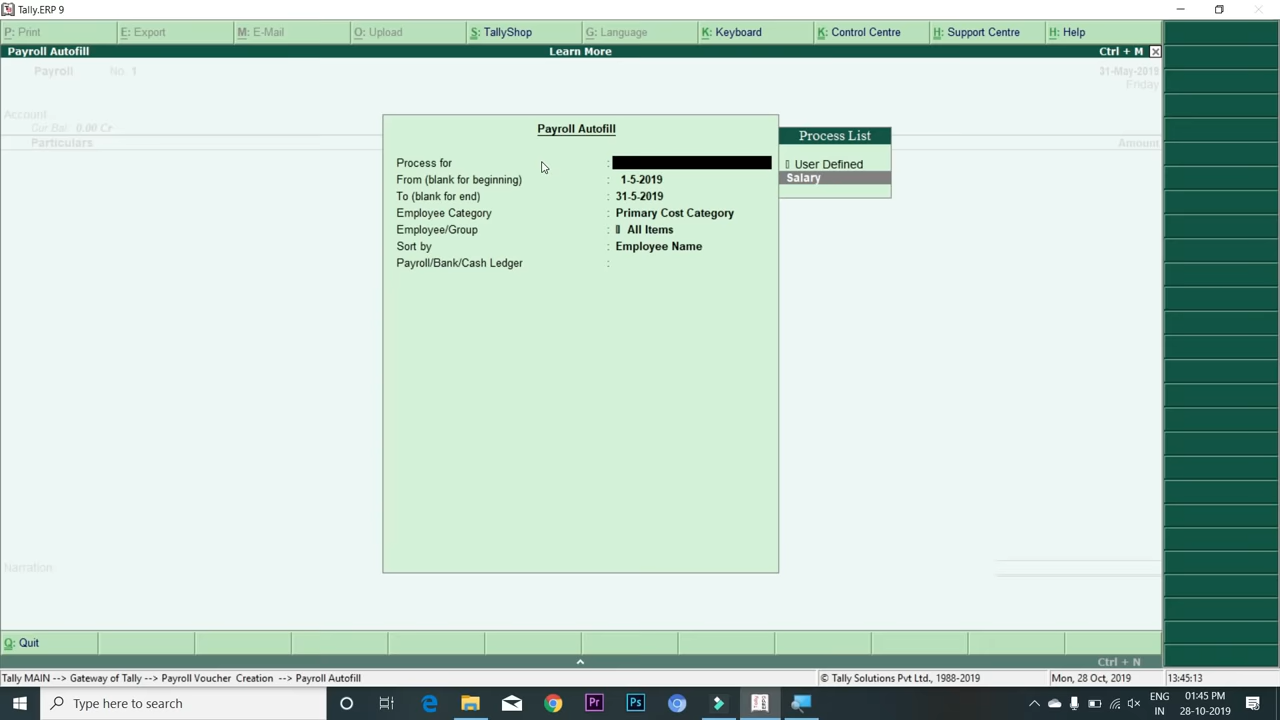 Tally.ERP 9
P: Print E: Export M: E-Mail O: Upload S: TallyShop G: Language K: Keyboard K: Control Centre H: Support Centre H: Help
Payroll Autofill Learn More Ctrl + M
Payroll No. 1 31-May-2019
Friday
Account
Cur Bal: 0.00 Cr
Particulars Amount
Payroll Autofill
Process for :
From (blank for beginning) : 1-5-2019
To (blank for end) : 31-5-2019
Employee Category : Primary Cost Category
Employee/Group : All Items
Sort by : Employee Name
Payroll/Bank/Cash Ledger :
Process List
User Defined
Salary
Narration
Q: Quit
Ctrl + N
Tally MAIN --> Gateway of Tally --> Payroll Voucher Creation --> Payroll Autofill © Tally Solutions Pvt Ltd., 1988-2019 Mon, 28 Oct, 2019 13:45:13
Type here to search
ENG 01:45 PM
IN 28-10-2019